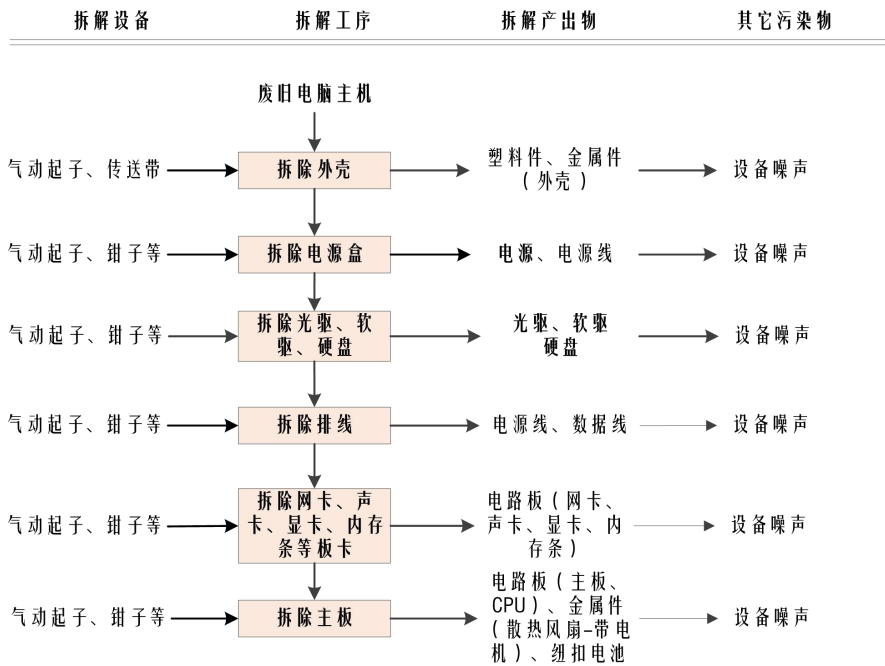 拆解设备 拆解工序 拆解产出物 其它污染物
废旧电脑主机
气动起子、传送带 拆除外壳 塑料件、金属件
（外壳） 设备噪声
气动起子、钳子等 拆除电源盒 电源、电源线 设备噪声
气动起子、钳子等 拆除光驱、软
驱、硬盘 光驱、软驱
硬盘 设备噪声
气动起子、钳子等 拆除排线 电源线、数据线 设备噪声
气动起子、钳子等 拆除网卡、声
卡、显卡、内存
条等板卡 电路板（网卡、
声卡、显卡、内
存条） 设备噪声
气动起子、钳子等 拆除主板 电路板（主板、
CPU）、金属件
（散热风扇-带电
机）、纽扣电池 设备噪声